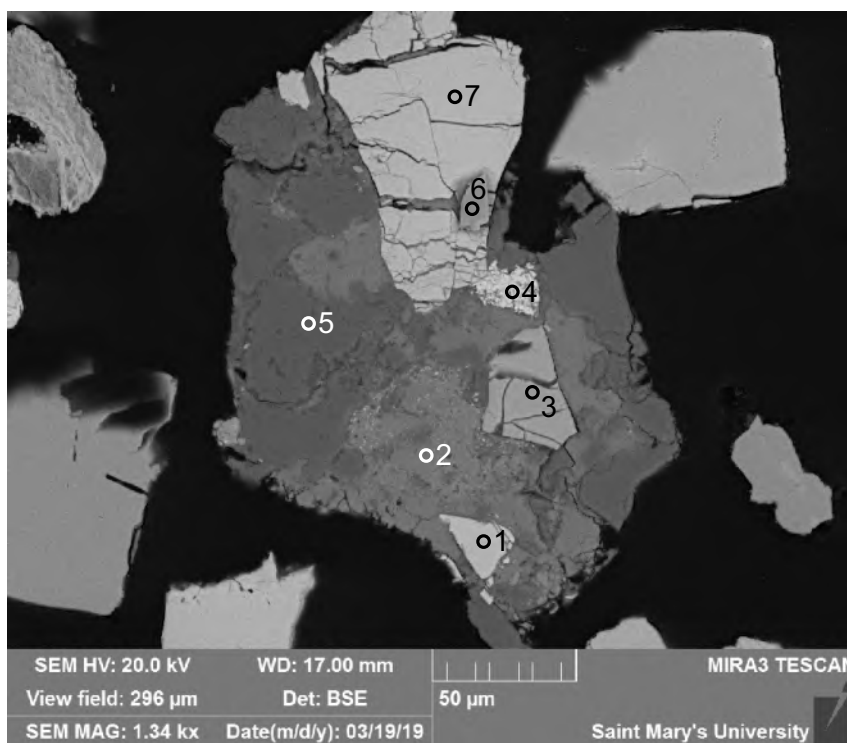 7
6
4
5
3
2
1
SEM HV: 20.0 kV WD: 17.00 mm MIRA3 TESCAN
View field: 296 µm Det: BSE 50 µm
SEM MAG: 1.34 kx Date(m/d/y): 03/19/19 Saint Mary's University